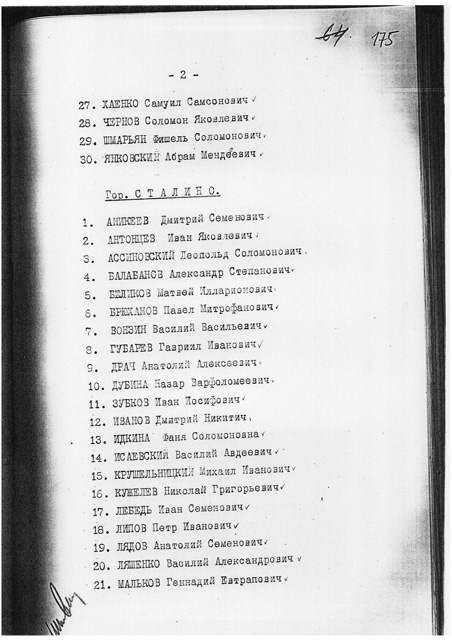 64 175
- 2 -
27. ХАЕНКО Самуил Самсонович
28. ЧЕРНОВ Соломон Яковлевич
29. ШМАРЬЯН Фишель Соломонович
30. ЯНКОВСКИЙ Абрам Мендеевич
Гор. С Т А Л И Н О.
1. АНИКЕЕВ Дмитрий Семенович
2. АНТОНЦЕВ Иван Яковлевич
3. АССИНОВСКИЙ Леопольд Соломонович
4. БАЛАБАНОВ Александр Степанович
5. БЕЛИКОВ Матвей Илларионович
6. БРЮХАНОВ Павел Митрофанович
7. ВОНЗИН Василий Васильевич
8. ГУБАРЕВ Гавриил Иванович
9. ДРАЧ Анатолий Алексеевич
10. ДУБИНА Назар Варфоломеевич
11. ЗУБКОВ Иван Иосифович
12. ИВАНОВ Дмитрий Никитич
13. ИДКИНА Фаня Соломоновна
14. ИСАЕВСКИЙ Василий Авдеевич
15. КРУШЕЛЬНИЦКИЙ Михаил Иванович
16. КУЖЕЛЕВ Николай Григорьевич
17. ЛЕБЕДЬ Иван Семенович
18. ЛИПОВ Петр Иванович
19. ЛЯДОВ Анатолий Семенович
20. ЛЯШЕНКО Василий Александрович
21. МАЛЬКОВ Геннадий Евтрапович